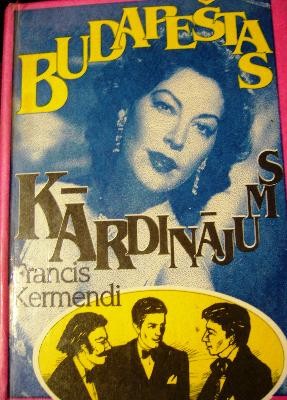 BUDAPEŠTAS
KĀRDINĀJUMS
Francis
Kermendi